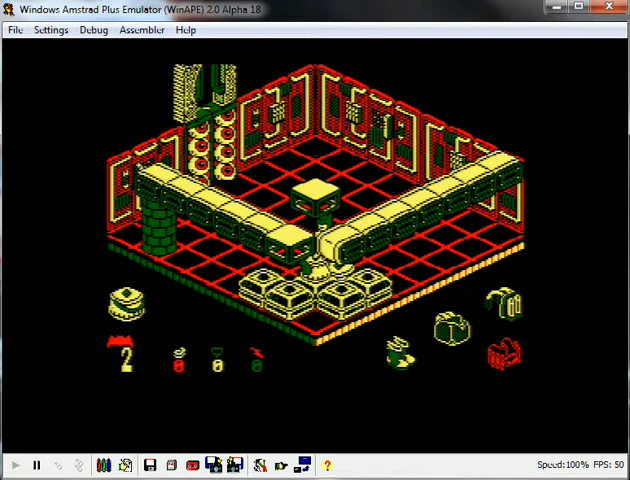 Windows Amstrad Plus Emulator (WinAPE) 2.0 Alpha 18
File Settings Debug Assembler Help
2 0 0 0
Speed:100% FPS: 50